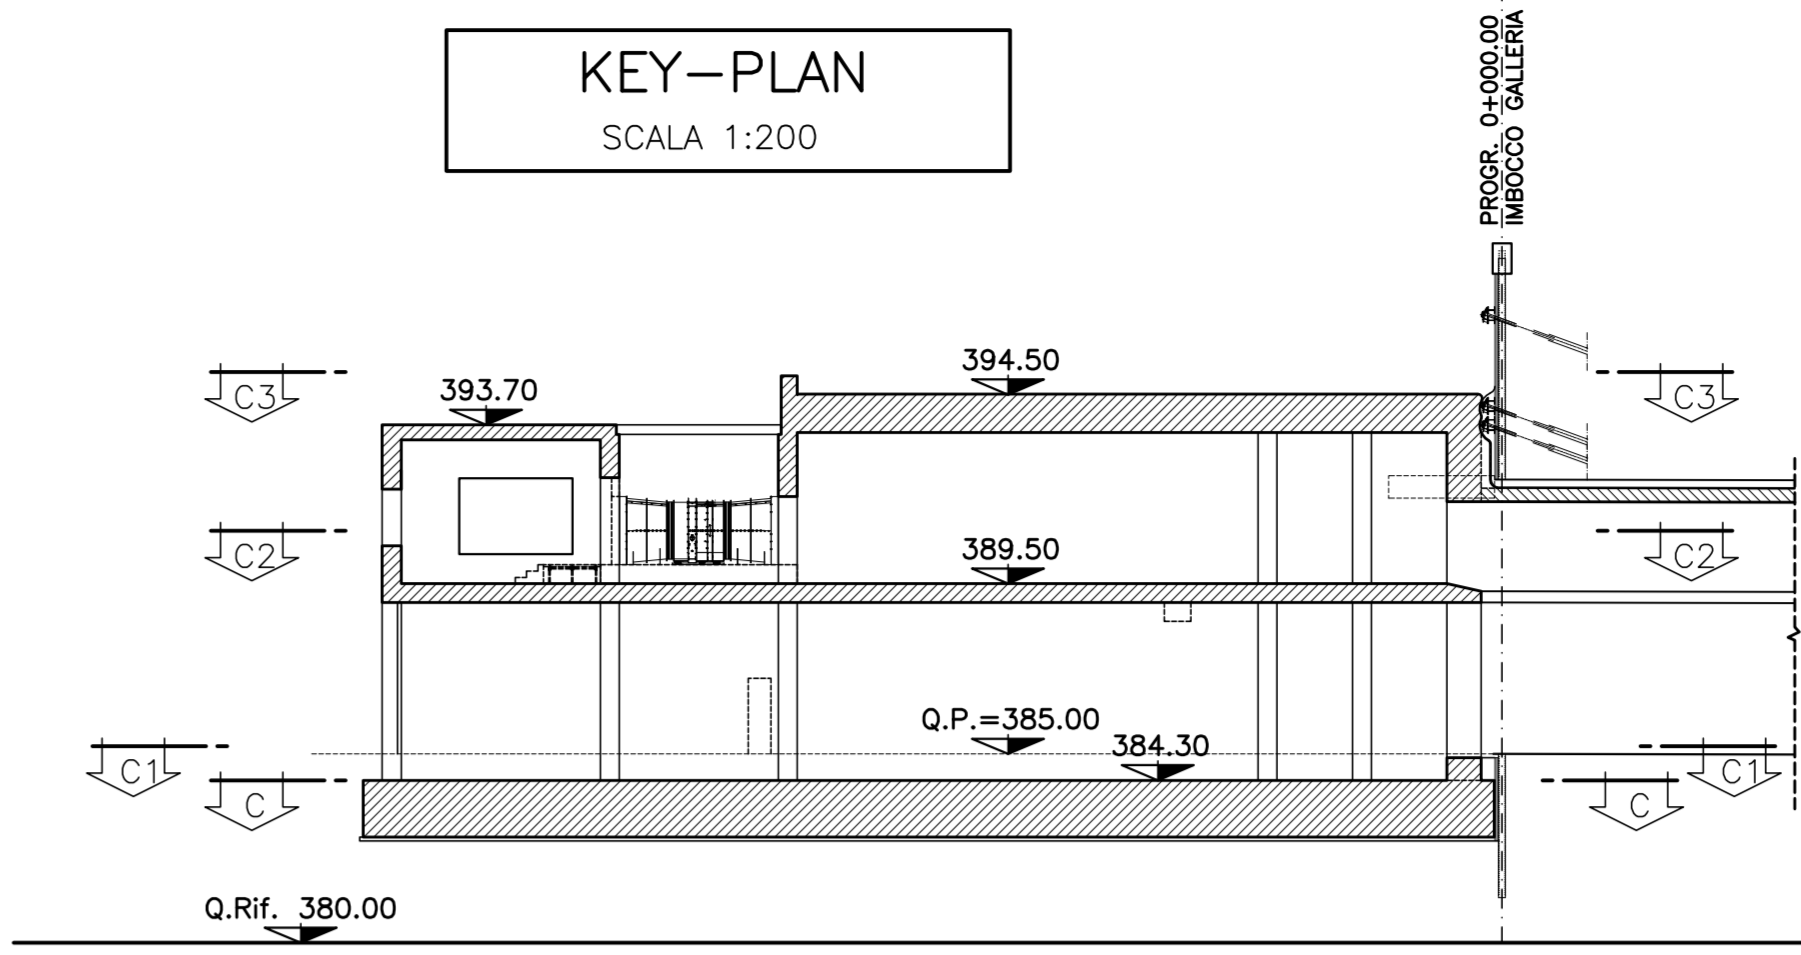 KEY-PLAN
SCALA 1:200
PROGR. 0+000.00
IMBOCCO GALLERIA
394.50
C3
393.70
C3
C2
389.50
C2
Q.P.=385.00
384.30
C1
C1
C
C
Q.Rif. 380.00